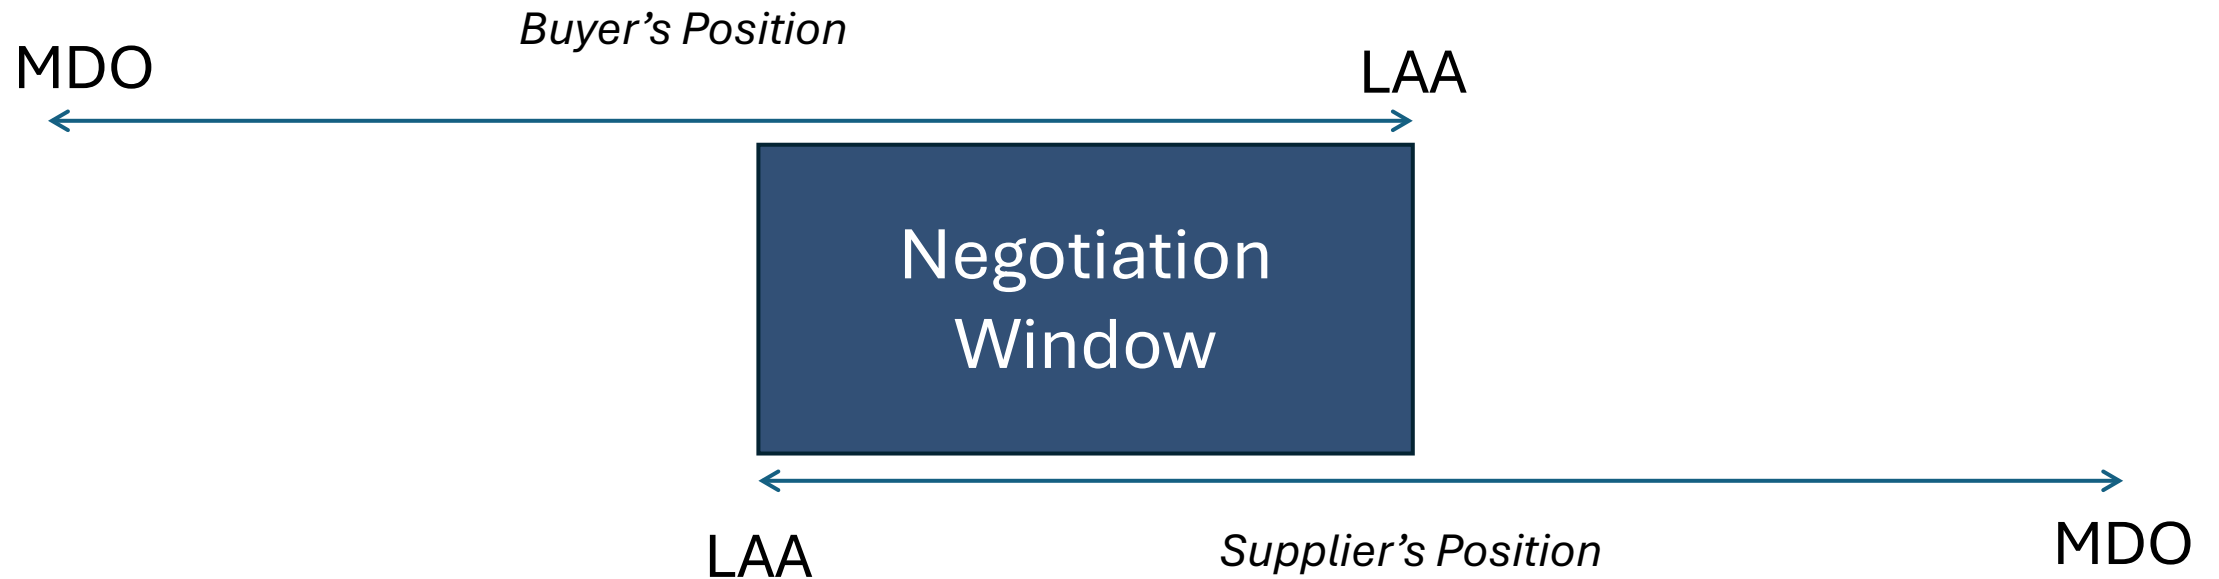 Buyer’s Position
MDO
LAA
Negotiation
Window
LAA
Supplier’s Position
MDO